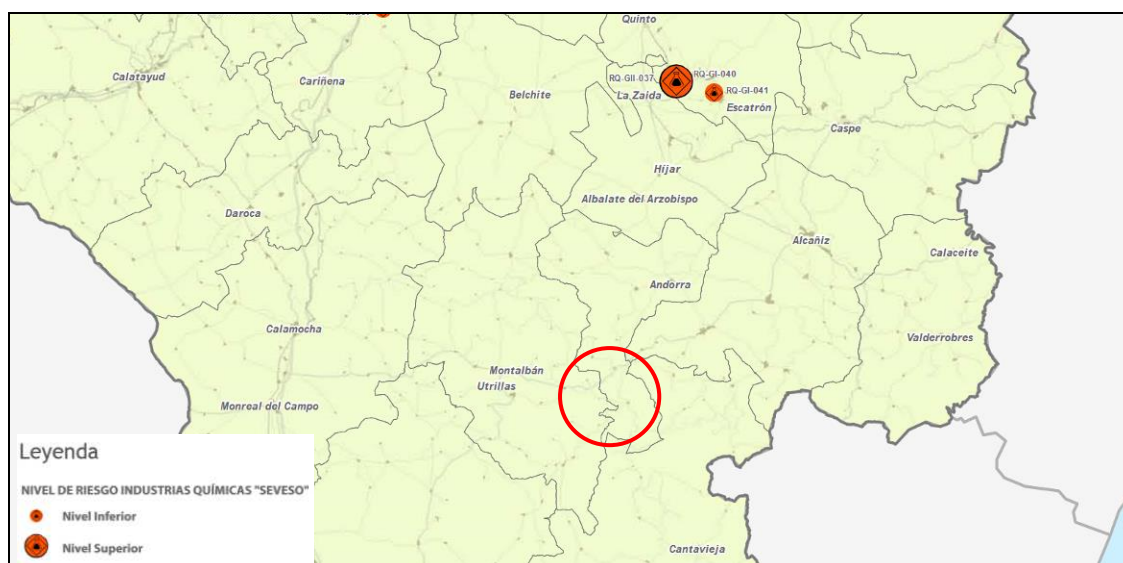 Quinto
Calatayud
Cariñena
RQ-GII-037
RQ-GI-040
Belchite
La Zaida
RQ-GI-041
Escatrón
Caspe
Híjar
Albalate del Arzobispo
Daroca
Alcañiz
Calaceite
Andorra
Calamocha
Valderrobres
Montalbán
Utrillas
Monreal del Campo
Leyenda
NIVEL DE RIESGO INDUSTRIAS QUÍMICAS "SEVESO"
Nivel Inferior
Nivel Superior
Cantavieja